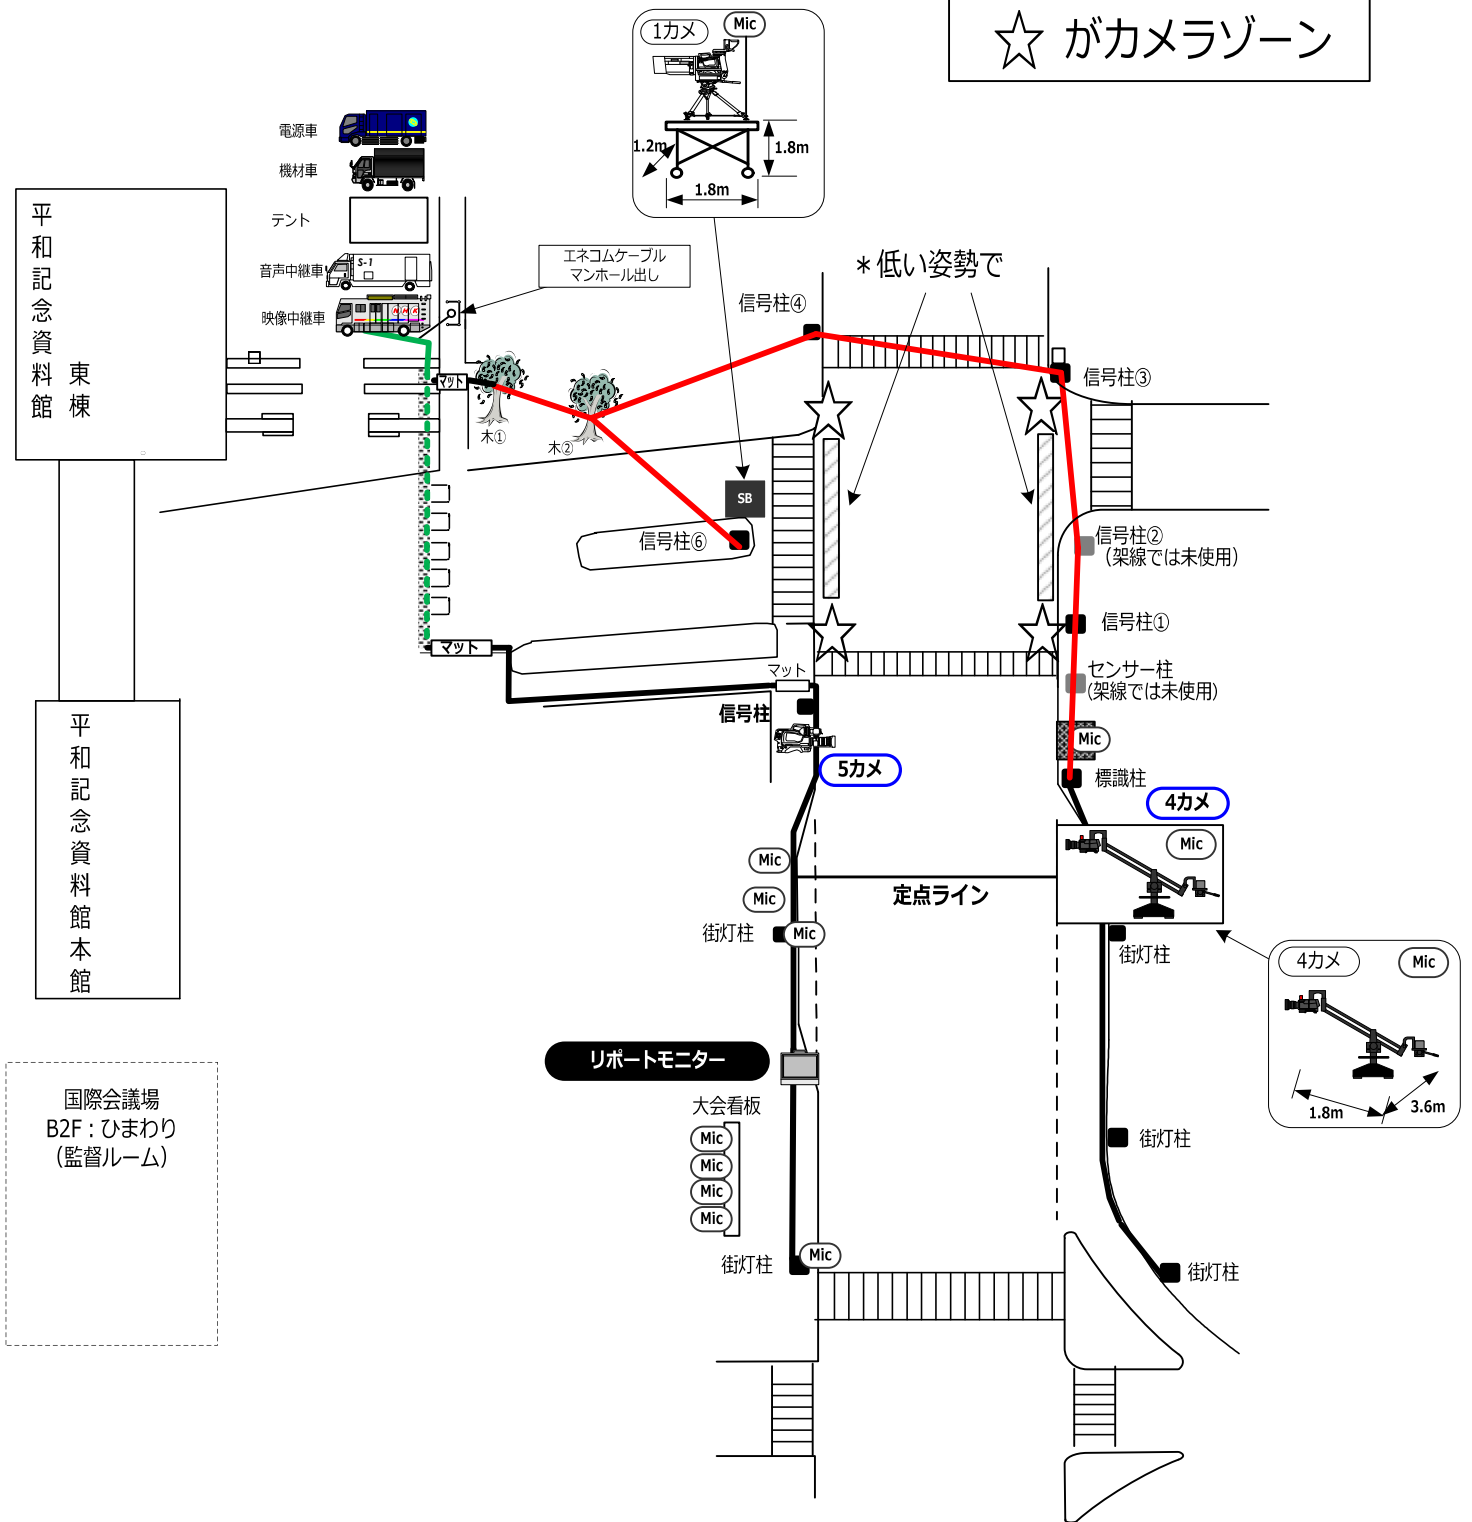 ☆ がカメラゾーン
1カメ
Mic
1.2m
1.8m
1.8m
電源車
機材車
テント
音声中継車
S-1
映像中継車
NHK
エネコムケーブル
マンホール出し
平和記念資料館
東棟
マット
木①
木②
信号柱④
＊低い姿勢で
信号柱③
SB
信号柱⑥
信号柱②
(架線では未使用)
信号柱①
マット
マット
センサー柱
(架線では未使用)
信号柱
Mic
5カメ
標識柱
4カメ
Mic
平和記念資料館本館
Mic
Mic
定点ライン
街灯柱
Mic
街灯柱
4カメ
Mic
1.8m
3.6m
リポートモニター
国際会議場
B2F：ひまわり
(監督ルーム)
大会看板
Mic
Mic
Mic
Mic
街灯柱
街灯柱
Mic
街灯柱